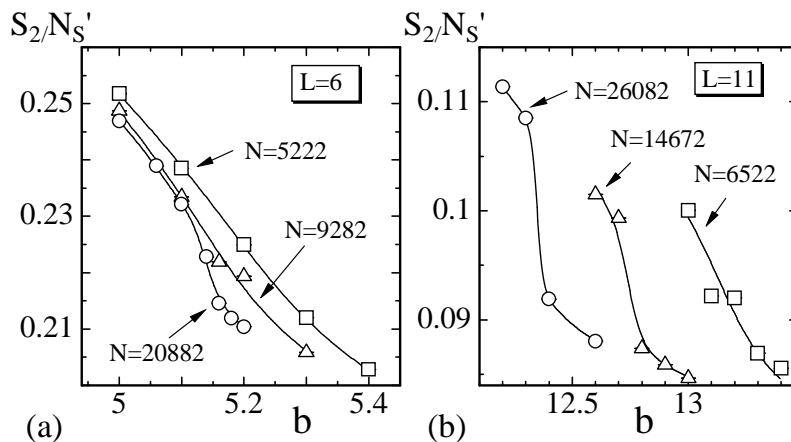 S2/NS' S2/NS'
L=6 L=11
0.25 0.11
N=26082
N=14672
N=5222 N=6522
0.23 0.1
N=9282
0.21 0.09
N=20882
5 5.2 5.4 12.5 13
(a) b (b) b